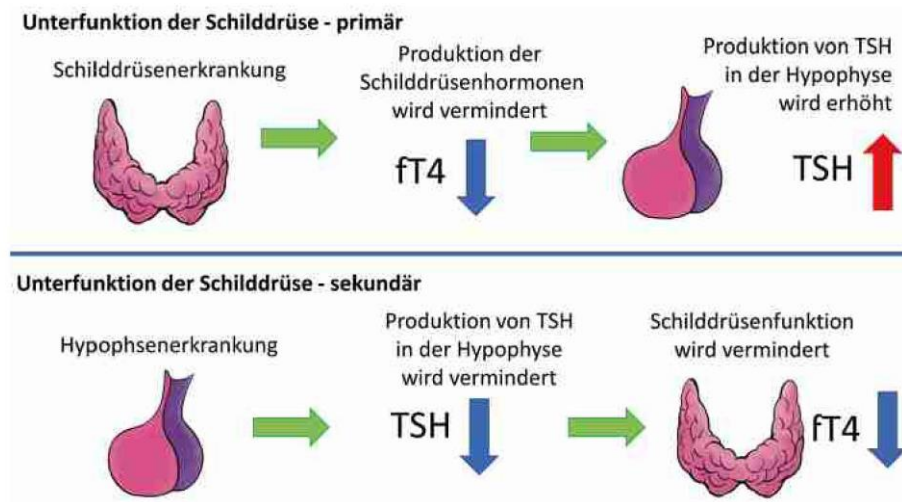 Unterfunktion der Schilddrüse - primär
Schilddrüsenerkrankung
Produktion der
Schilddrüsenhormonen
wird vermindert
fT4
Produktion von TSH
in der Hypophyse
wird erhöht
TSH
Unterfunktion der Schilddrüse - sekundär
Hypophsenerkrankung
Produktion von TSH
in der Hypophyse
wird vermindert
TSH
Schilddrüsenfunktion
wird vermindert
fT4